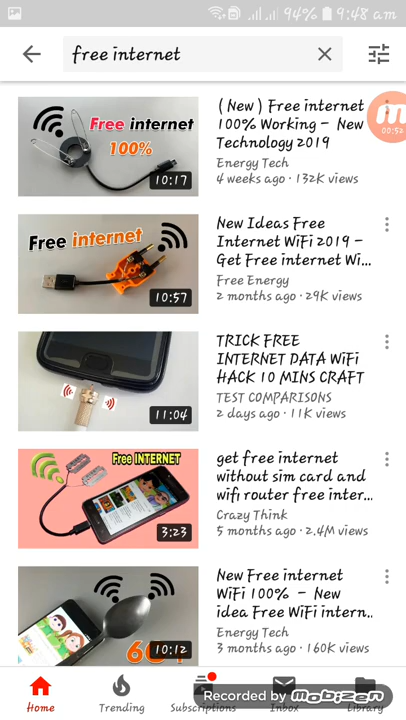 94% 9:48 am
free internet
Free internet
100%
10:17
( New ) Free internet
100% Working – New
Technology 2019
Energy Tech
4 weeks ago · 132K views
00:52
Free internet
10:57
New Ideas Free
Internet WiFi 2019 –
Get Free internet Wi...
Free Energy
2 months ago · 29K views
11:04
TRICK FREE
INTERNET DATA WiFi
HACK 10 MINS CRAFT
TEST COMPARISONS
2 days ago · 11K views
Free INTERNET
3:23
get free internet
without sim card and
wifi router free inter...
Crazy Think
5 months ago · 2.4M views
10:12
New Free internet
WiFi 100% – New
idea Free WiFi intern...
Energy Tech
3 months ago · 160K views
Home
Trending
Subscriptions
Inbox
Library
Recorded by mobizen